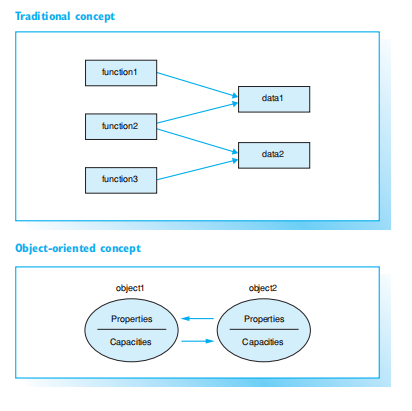 Traditional concept
function1
data1
function2
data2
function3
Object-oriented concept
object1 object2
Properties Properties
Capacities Capacities